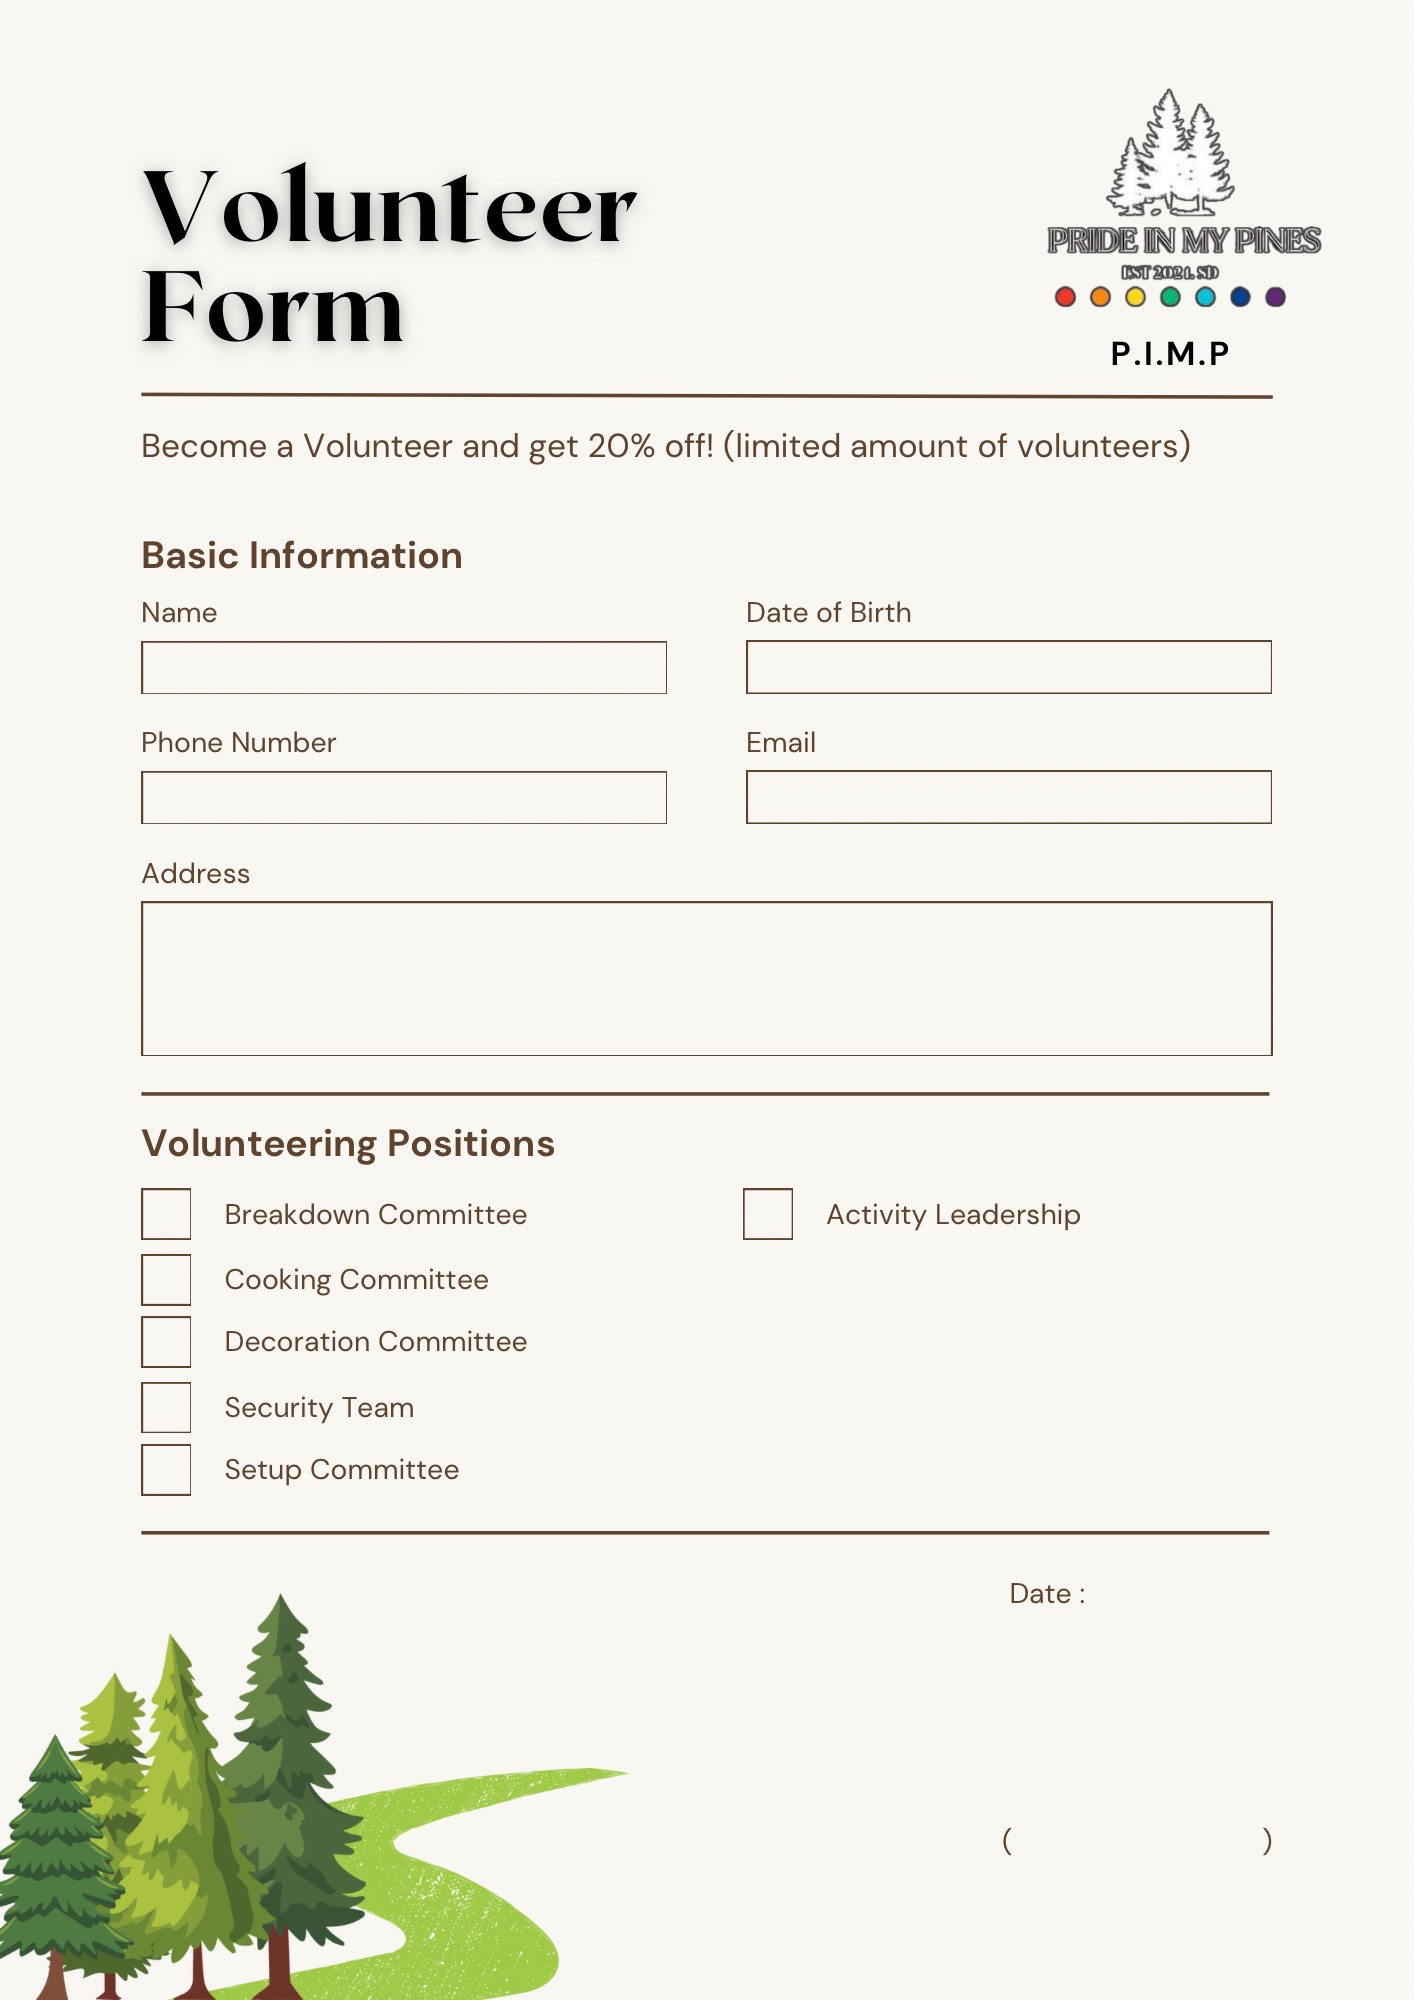 Volunteer
Form
PRIDE IN MY PINES
EST 2021. SD
P.I.M.P
Become a Volunteer and get 20% off! (limited amount of volunteers)
Basic Information
Name
Date of Birth
Phone Number
Email
Address
Volunteering Positions
Breakdown Committee
Activity Leadership
Cooking Committee
Decoration Committee
Security Team
Setup Committee
Date :
( )